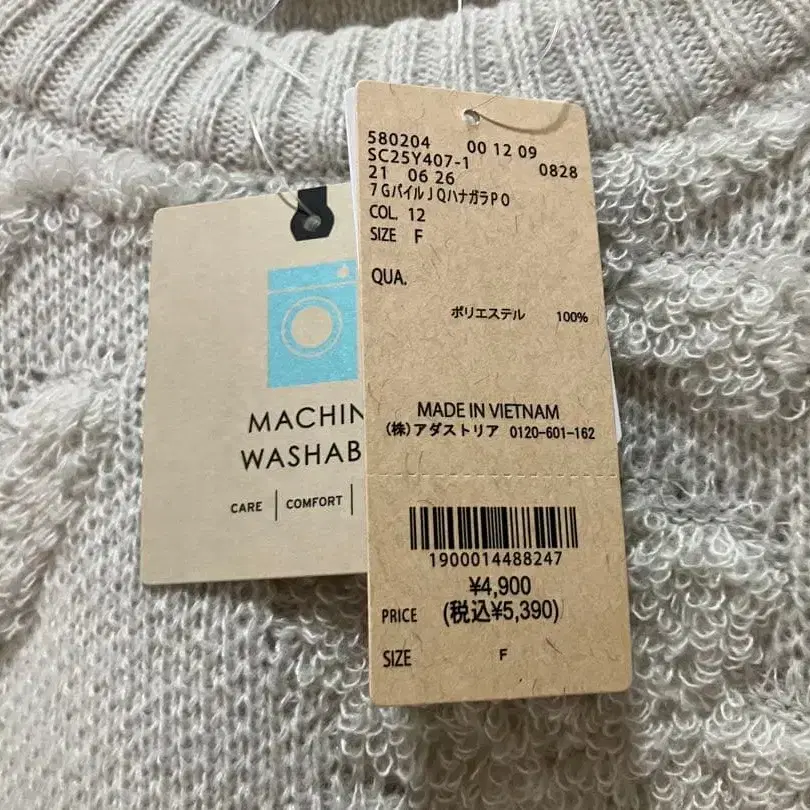 MACHIN
WASHAB
CARE | COMFORT |
580204 00 12 09
SC25Y407-1 0828
21 06 26
7GパイルJQハナガラPO
COL. 12
SIZE F
QUA.
ポリエステル 100%
MADE IN VIETNAM
(株)アダストリア 0120-601-162
1900014488247
¥4,900
PRICE (税込¥5,390)
SIZE F